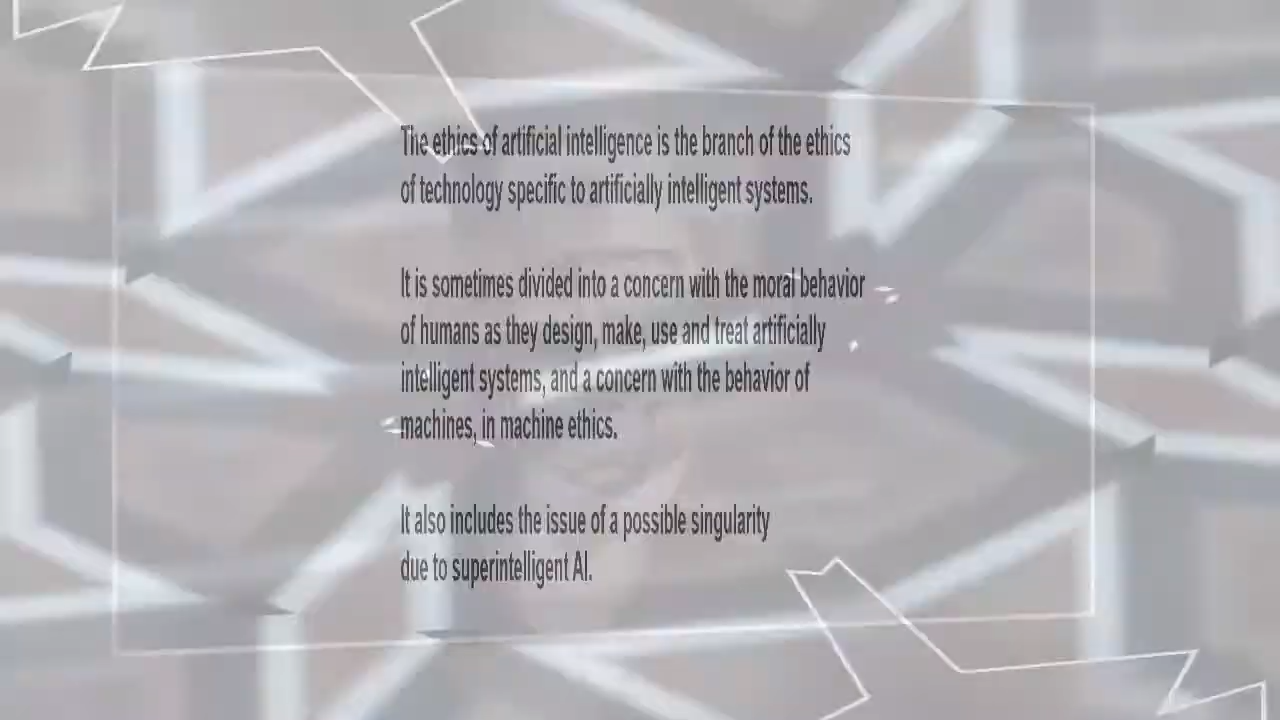 The ethics of artificial intelligence is the branch of the ethics
of technology specific to artificially intelligent systems.
It is sometimes divided into a concern with the moral behavior
of humans as they design, make, use and treat artificially
intelligent systems, and a concern with the behavior of
machines, in machine ethics.
It also includes the issue of a possible singularity
due to superintelligent AI.